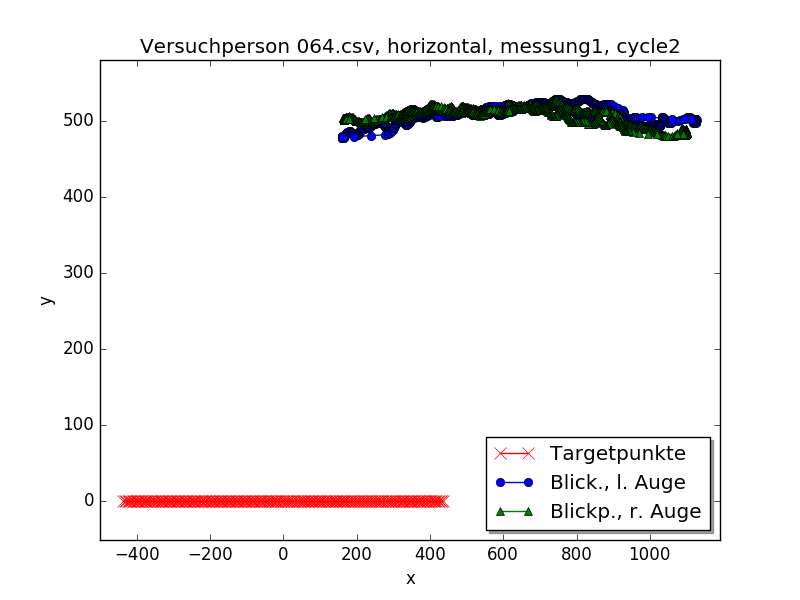 Versuchperson 064.csv, horizontal, messung1, cycle2
y
500
400
300
200
100
0
−400 −200 0 200 400 600 800 1000
x
Targetpunkte
Blick., l. Auge
Blickp., r. Auge